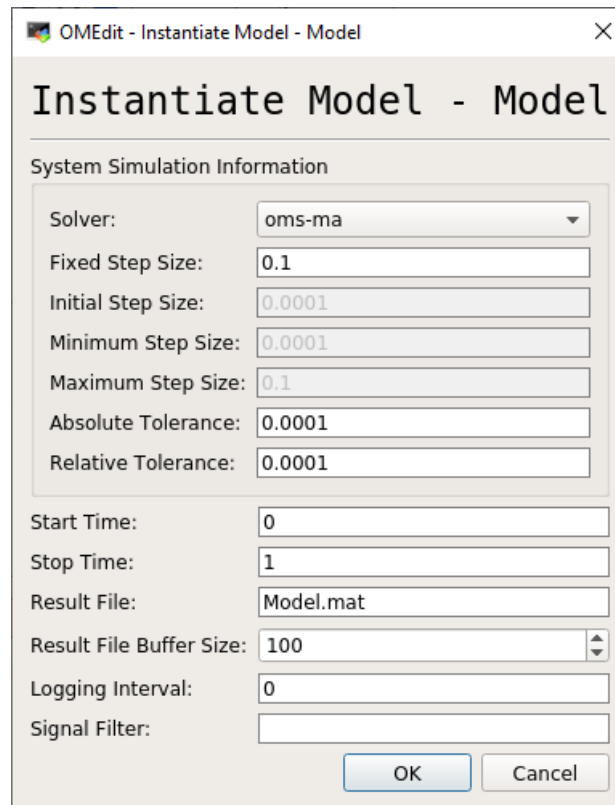 OMEdit - Instantiate Model - Model
Instantiate Model - Model
System Simulation Information
Solver: oms-ma
Fixed Step Size: 0.1
Initial Step Size: 0.0001
Minimum Step Size: 0.0001
Maximum Step Size: 0.1
Absolute Tolerance: 0.0001
Relative Tolerance: 0.0001
Start Time: 0
Stop Time: 1
Result File: Model.mat
Result File Buffer Size: 100
Logging Interval: 0
Signal Filter:
OK Cancel